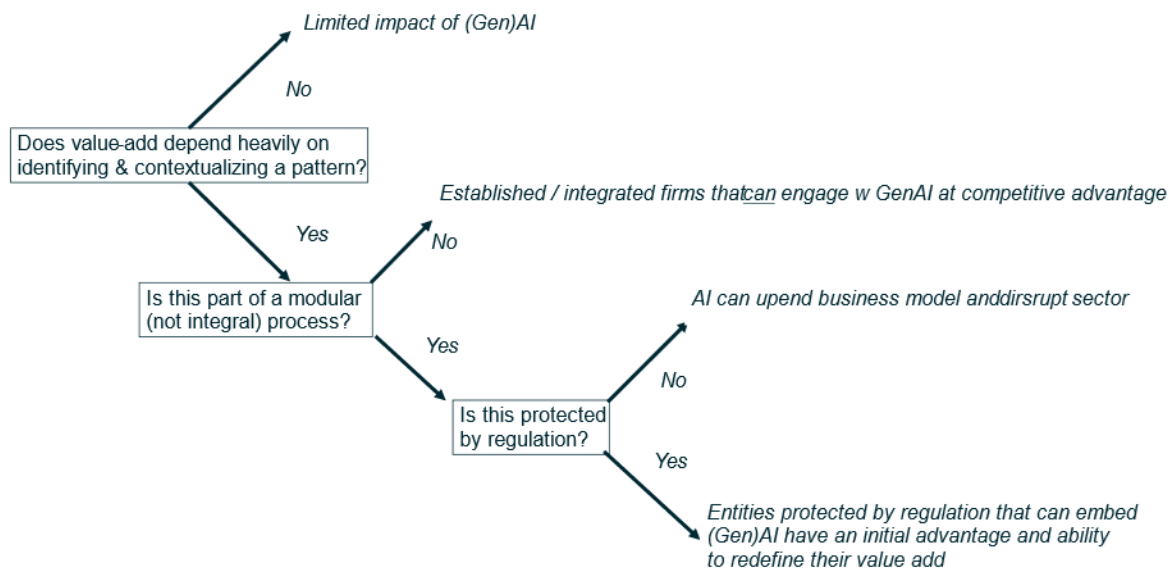 Limited impact of (Gen)AI
No
Does value-add depend heavily on
identifying & contextualizing a pattern?
Established / integrated firms thatcan engage w GenAI at competitive advantage
Yes
No
Is this part of a modular
(not integral) process?
AI can upend business model anddirsrupt sector
Yes
No
Is this protected
by regulation?
Yes
Entities protected by regulation that can embed
(Gen)AI have an initial advantage and ability
to redefine their value add